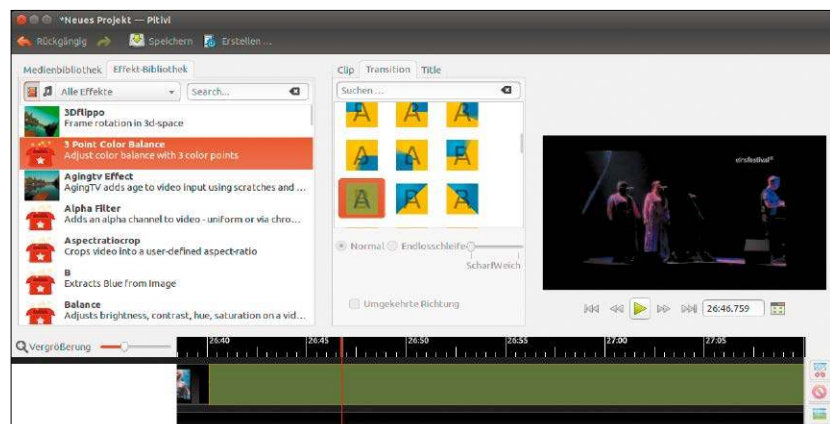 *Neues Projekt — Pitivi
Rückgängig Speichern Erstellen ...
Medienbibliothek Effekt-Bibliothek
Alle Effekte Search...
3Dflippo
Frame rotation in 3d-space
3 Point Color Balance
Adjust color balance with 3 color points
Agingtv Effect
AgingTV adds age to video input using scratches and ...
Alpha Filter
Adds an alpha channel to video - uniform or via chro...
Aspectratiocrop
Crops video into a user-defined aspect-ratio
B
Extracts Blue from Image
Balance
Adjusts brightness, contrast, hue, saturation on a vid...
Clip Transition Title
Suchen ...
A A A
A A A
A A A
Normal Endlosschleife
Scharf Weich
Umgekehrte Richtung
26:46.759
Vergrößerung
26:40 26:45 26:50 26:55 27:00 27:05